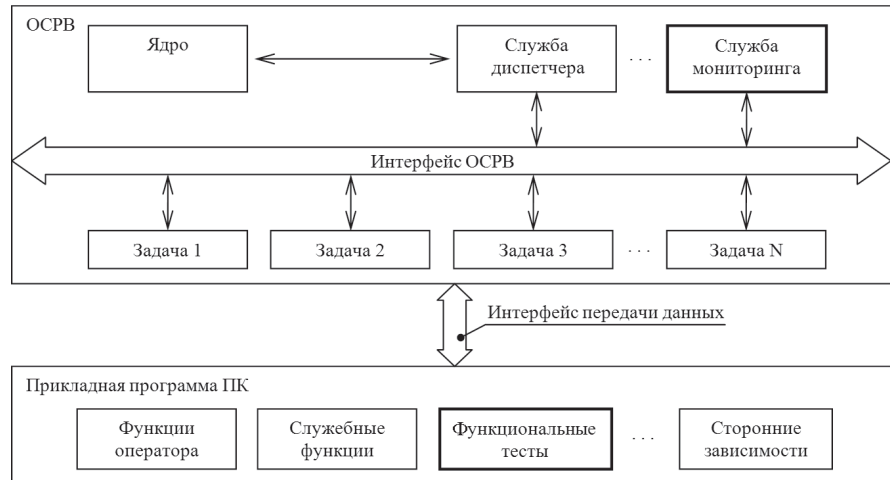 ОСРВ
Ядро
Служба
диспетчера
. . .
Служба
мониторинга
Интерфейс ОСРВ
Задача 1
Задача 2
Задача 3
. . .
Задача N
Интерфейс передачи данных
Прикладная программа ПК
Функции
оператора
Служебные
функции
Функциональные
тесты
. . .
Сторонние
зависимости